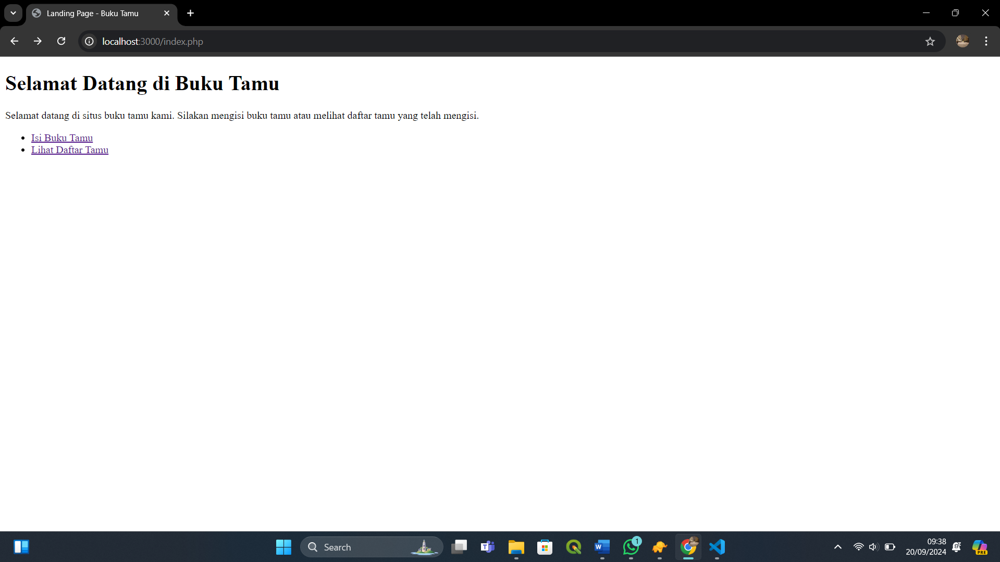 Landing Page - Buku Tamu
localhost:3000/index.php
Selamat Datang di Buku Tamu
Selamat datang di situs buku tamu kami. Silakan mengisi buku tamu atau melihat daftar tamu yang telah mengisi.
Isi Buku Tamu
Lihat Daftar Tamu
Search
T
W
1
09:38
20/09/2024
PRE